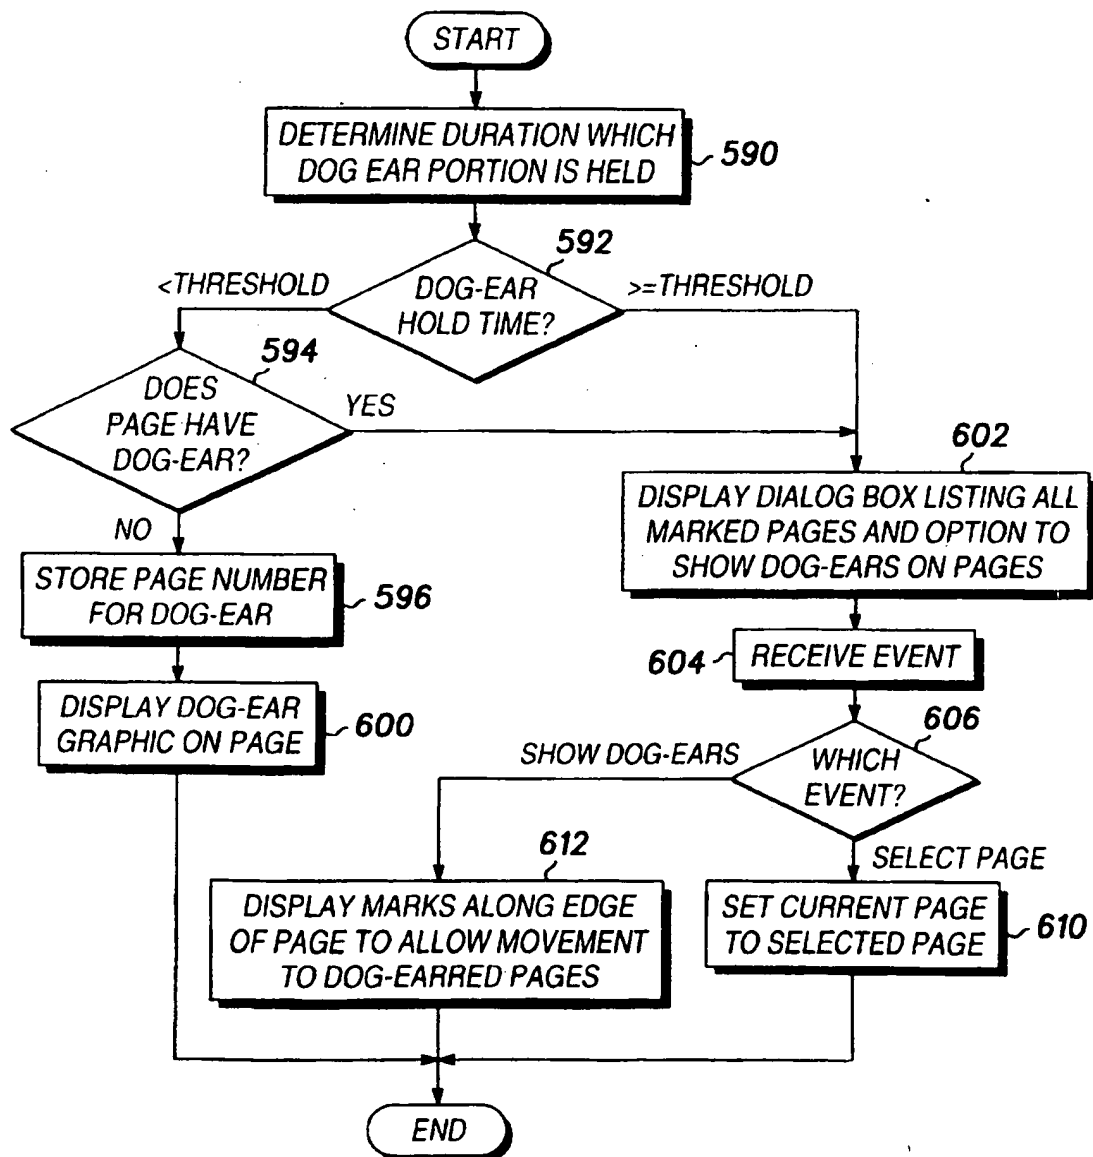 START
DETERMINE DURATION WHICH
DOG EAR PORTION IS HELD
590
592
<THRESHOLD
DOG-EAR
HOLD TIME?
>=THRESHOLD
594
DOES
PAGE HAVE
DOG-EAR?
YES
NO
602
DISPLAY DIALOG BOX LISTING ALL
MARKED PAGES AND OPTION TO
SHOW DOG-EARS ON PAGES
STORE PAGE NUMBER
FOR DOG-EAR
596
604
RECEIVE EVENT
DISPLAY DOG-EAR
GRAPHIC ON PAGE
600
606
SHOW DOG-EARS
WHICH
EVENT?
SELECT PAGE
612
DISPLAY MARKS ALONG EDGE
OF PAGE TO ALLOW MOVEMENT
TO DOG-EARRED PAGES
SET CURRENT PAGE
TO SELECTED PAGE
610
END